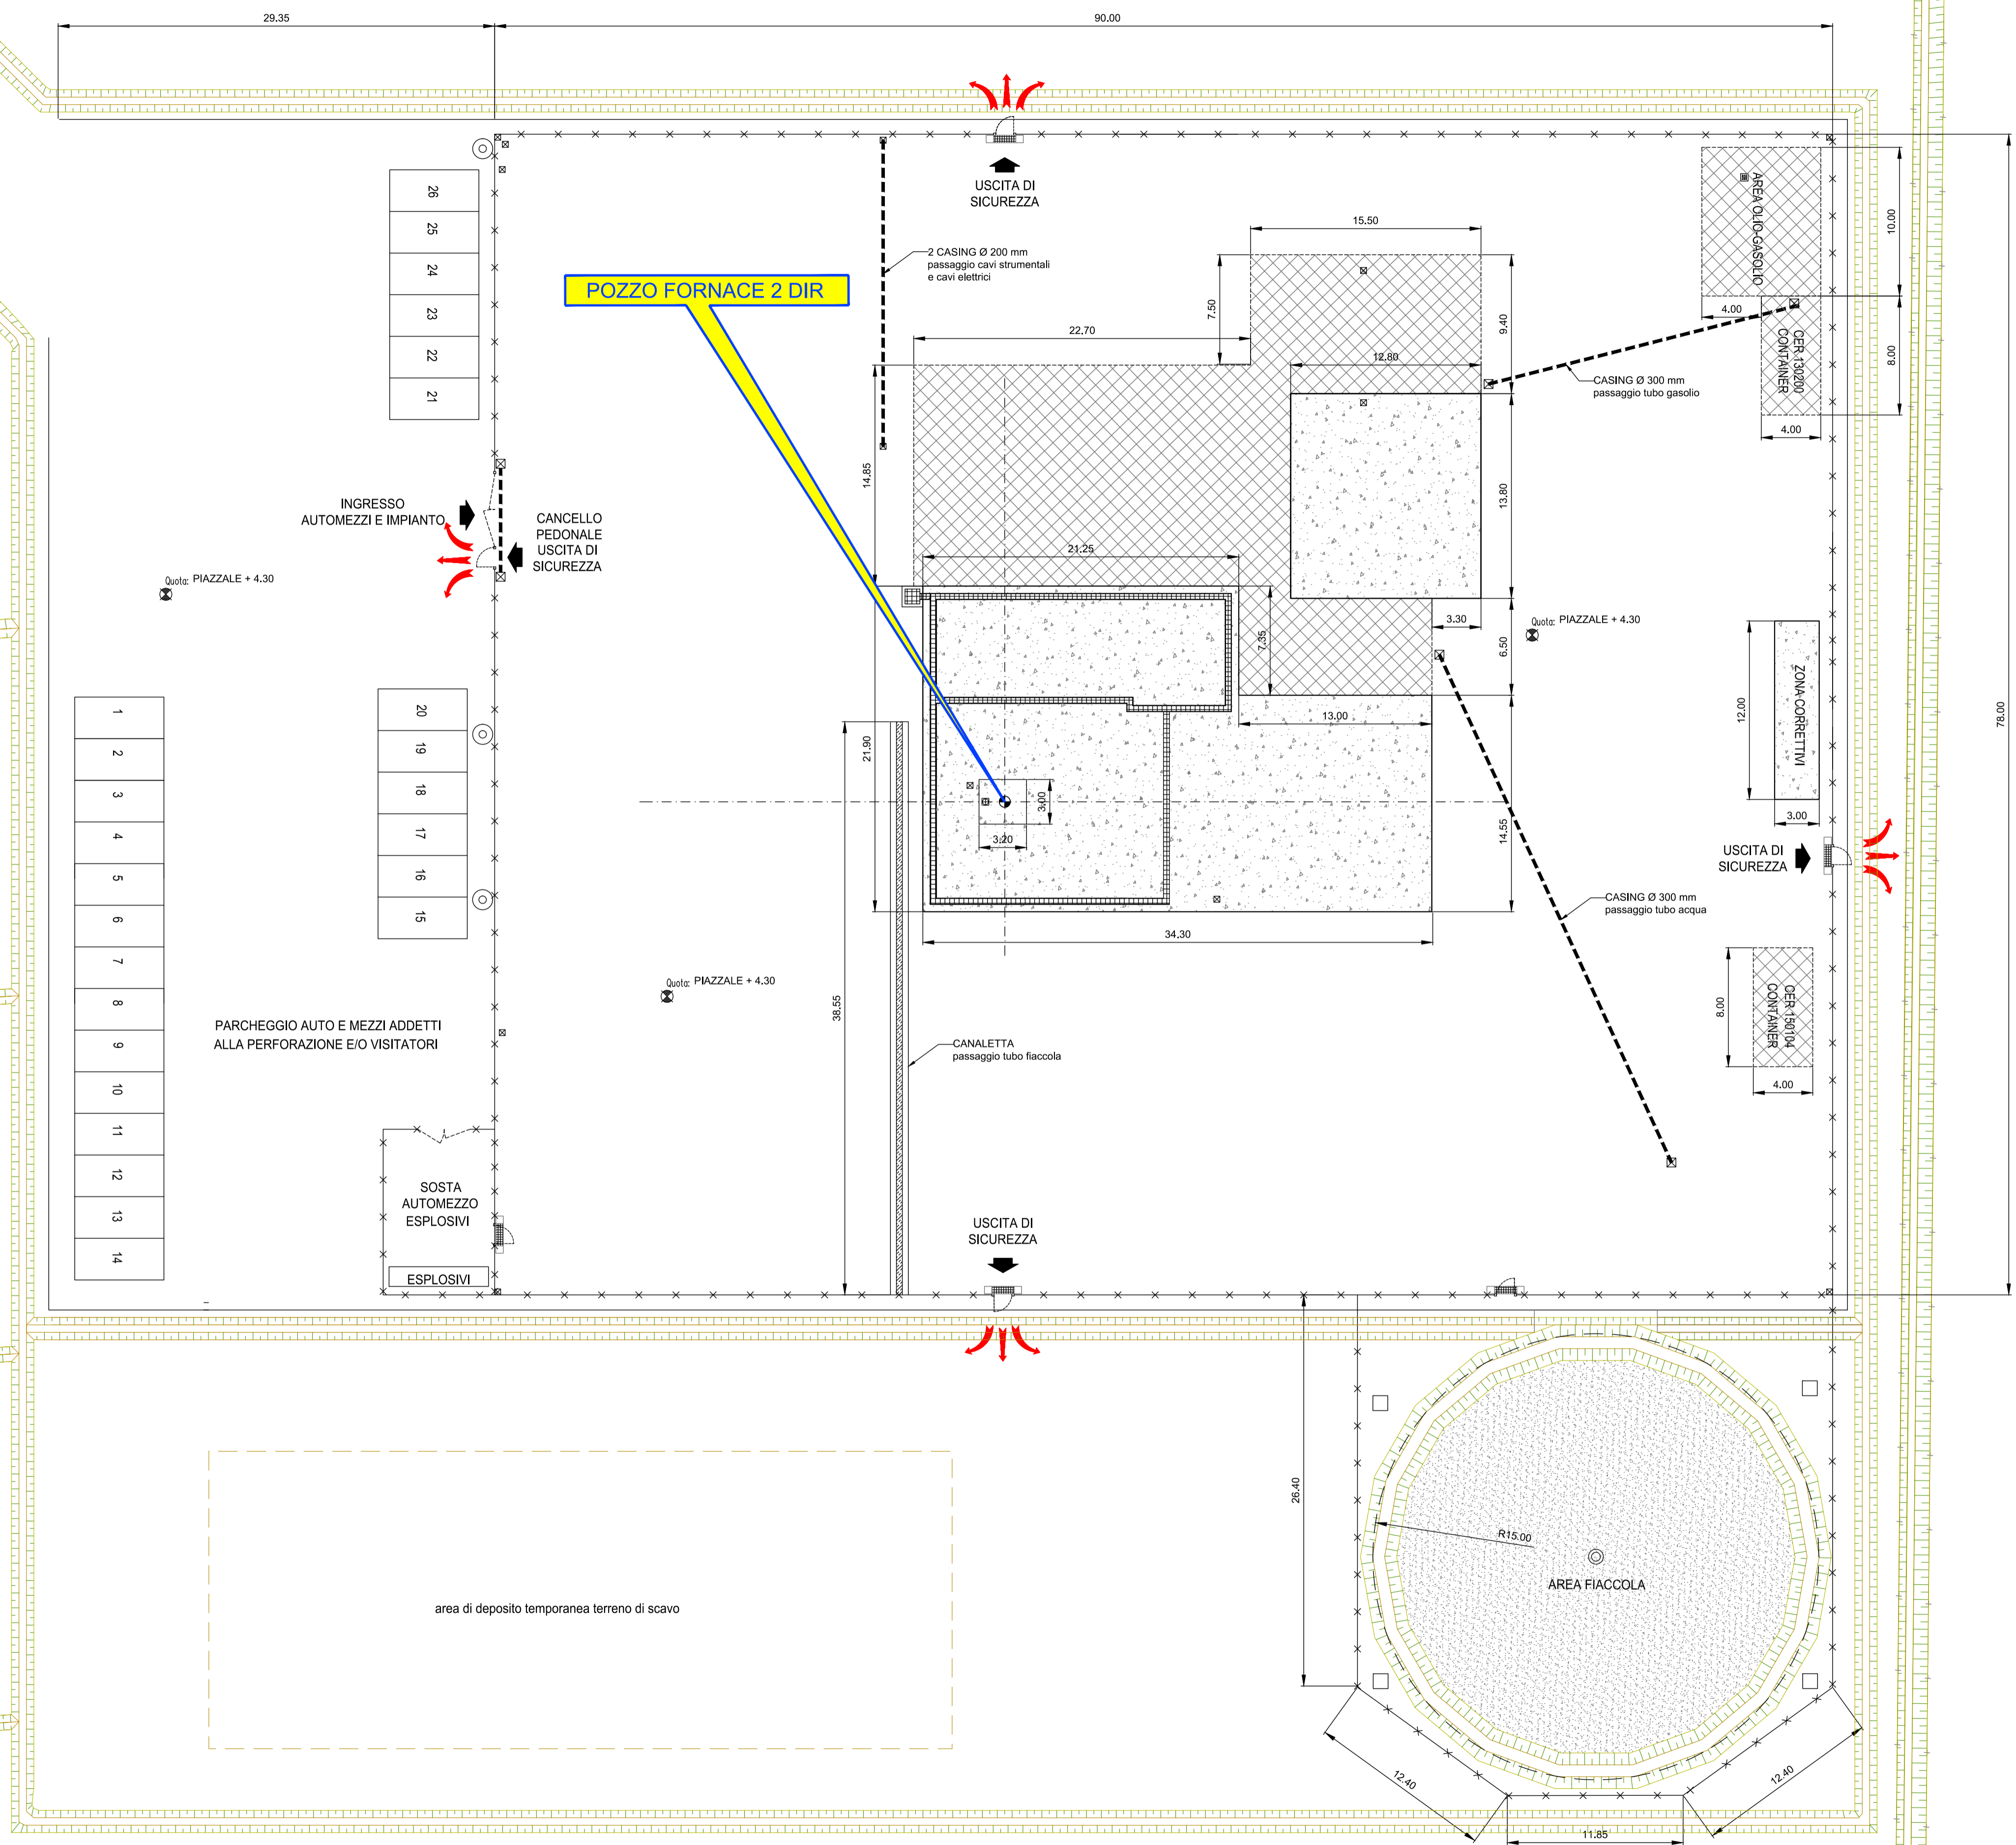 29.35
90.00
26
25
24
23
22
21
USCITA DI
SICUREZZA
2 CASING Ø 200 mm
passaggio cavi strumentali
e cavi elettrici
POZZO FORNACE 2 DIR
15.50
7.50
9.40
22.70
12.80
14.85
13.80
AREA OLIO-GASOLIO
10.00
4.00
CER 130200
CONTAINER
8.00
4.00
CASING Ø 300 mm
passaggio tubo gasolio
78.00
INGRESSO
AUTOMEZZI E IMPIANTO
CANCELLO
PEDONALE
USCITA DI
SICUREZZA
Quota: PIAZZALE + 4.30
21.25
7.35
3.30
6.50
Quota: PIAZZALE + 4.30
12.00
ZONA CORRETTIVI
3.00
13.00
21.90
3.00
3.20
14.55
34.30
USCITA DI
SICUREZZA
CASING Ø 300 mm
passaggio tubo acqua
8.00
CER 150104
CONTAINER
4.00
1
2
3
4
5
6
7
8
9
10
11
12
13
14
20
19
18
17
16
15
Quota: PIAZZALE + 4.30
38.55
PARCHEGGIO AUTO E MEZZI ADDETTI
ALLA PERFORAZIONE E/O VISITATORI
CANALETTA
passaggio tubo fiaccola
SOSTA
AUTOMEZZO
ESPLOSIVI
ESPLOSIVI
USCITA DI
SICUREZZA
26.40
R15.00
AREA FIACCOLA
area di deposito temporanea terreno di scavo
12.40
12.40
11.85